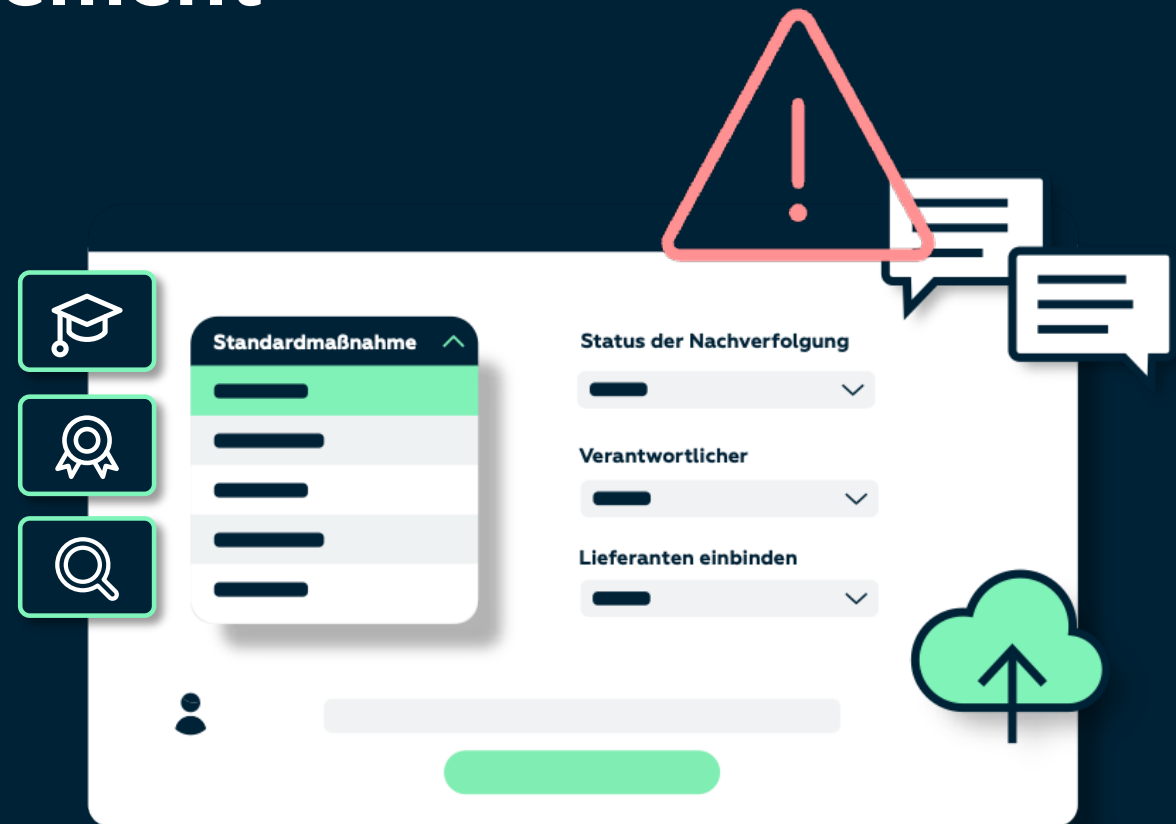 Standardmaßnahme
Status der Nachverfolgung
Verantwortlicher
Lieferanten einbinden